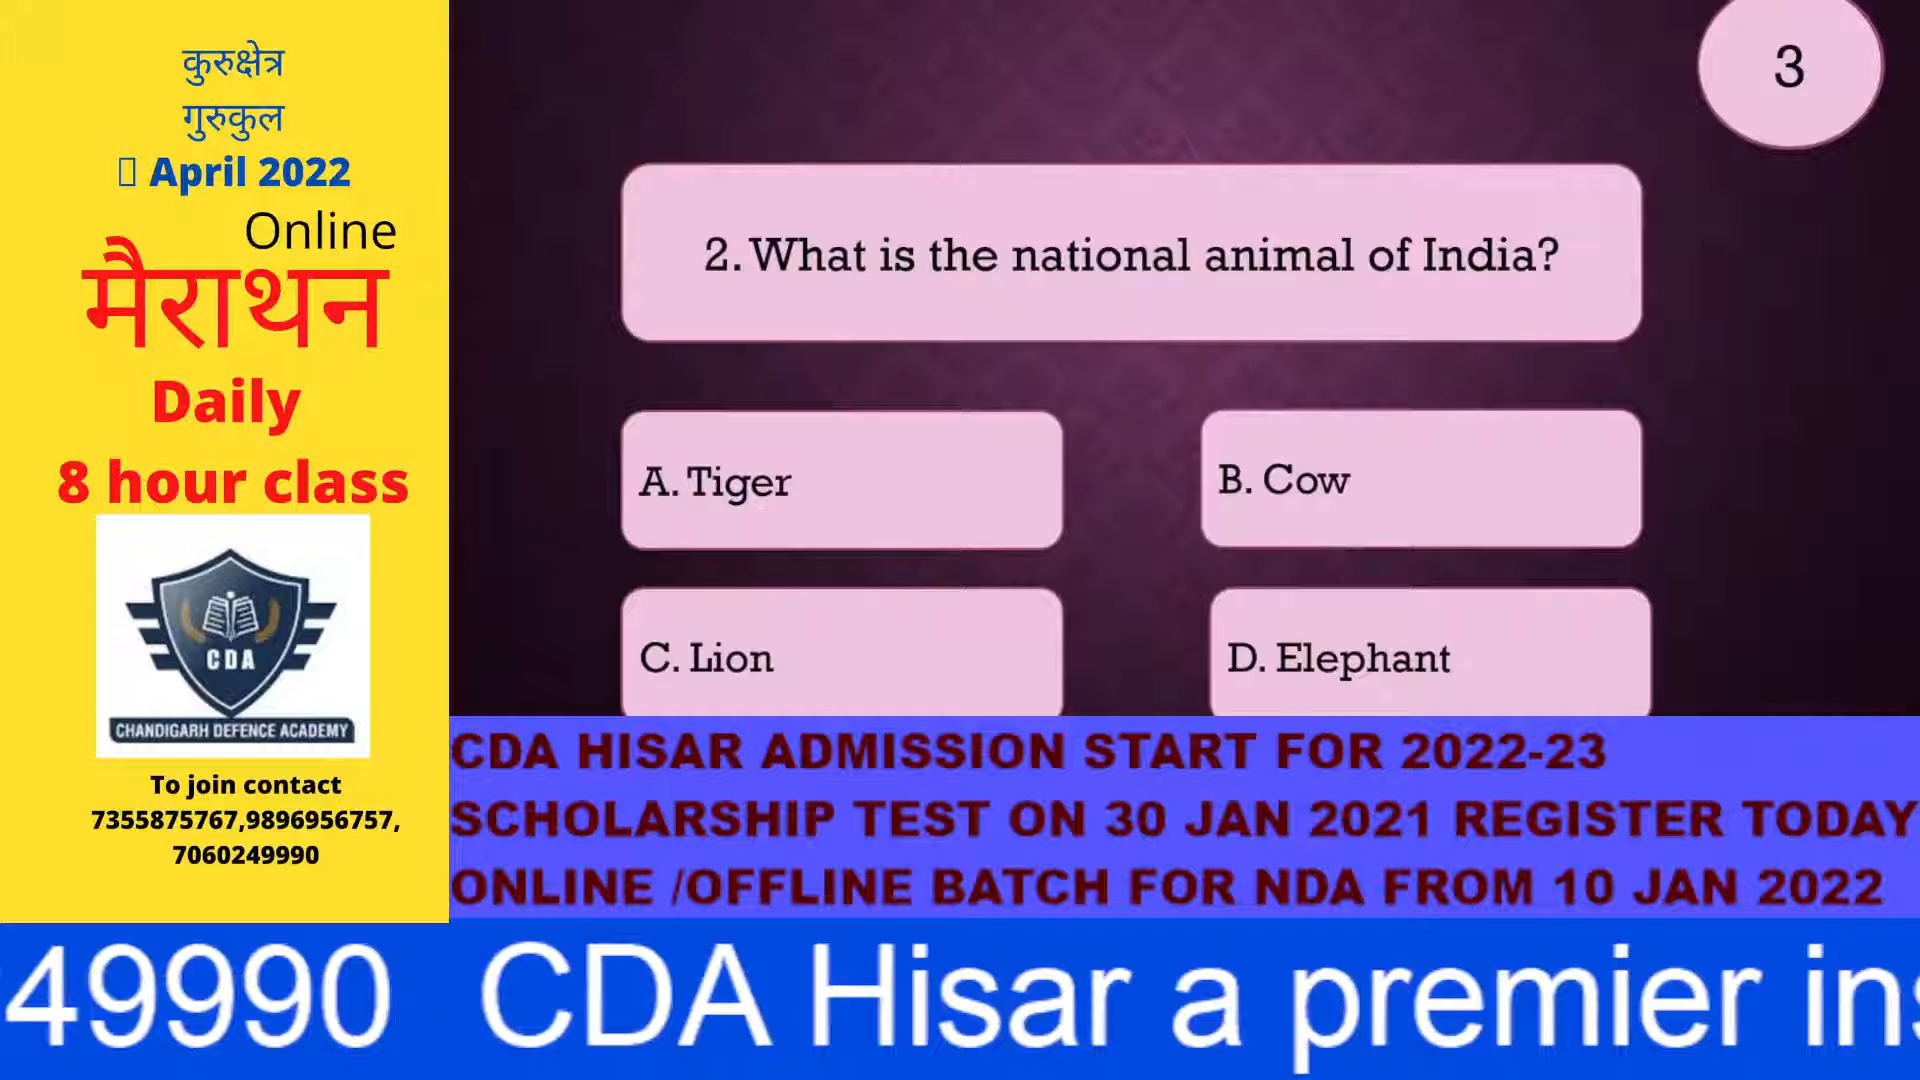 कुरुक्षेत्र
गुरुकुल
April 2022
Online
मैराथन
Daily
8 hour class
CDA
CHANDIGARH DEFENCE ACADEMY
To join contact
7355875767,9896956757,
7060249990
3
2. What is the national animal of India?
A. Tiger
B. Cow
C. Lion
D. Elephant
CDA HISAR ADMISSION START FOR 2022-23
SCHOLARSHIP TEST ON 30 JAN 2021 REGISTER TODAY
ONLINE /OFFLINE BATCH FOR NDA FROM 10 JAN 2022
49990 CDA Hisar a premier ins